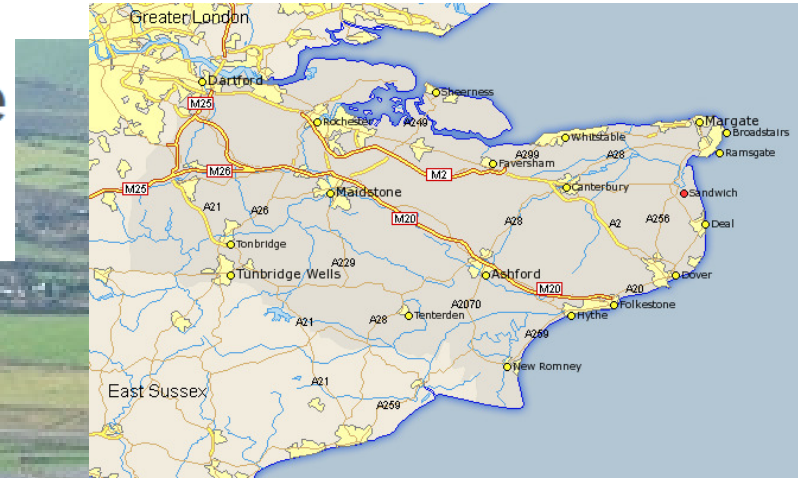 e
Greater London
Dartford
M25
Sheerness
Rochester
A249
Margate
Broadstairs
Whitstable
Ramsgate
A299
A28
Faversham
M26
M2
M25
Maidstone
Canterbury
Sandwich
A21
A26
M20
A28
A2
A256
Deal
Tonbridge
A229
Tunbridge Wells
Ashford
Dover
M20
A20
Folkestone
A2070
Tenterden
Hythe
A21
A28
A259
New Romney
A21
East Sussex
A259